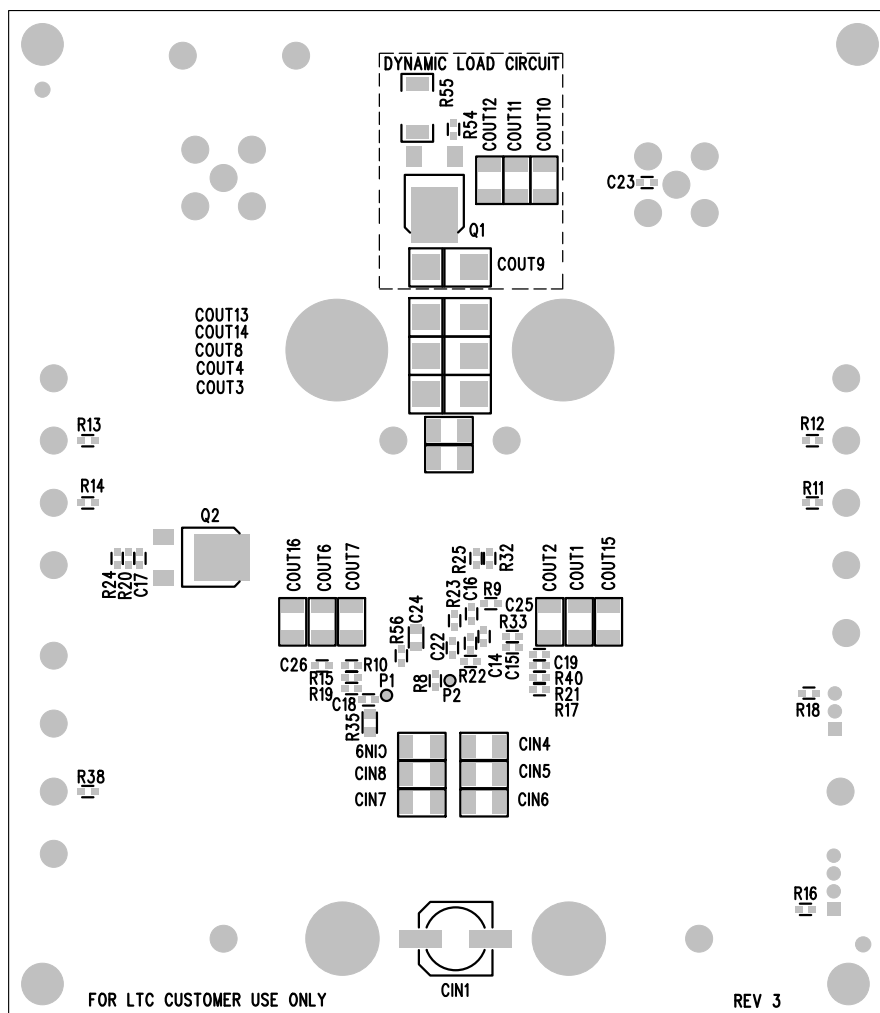 DYNAMIC LOAD CIRCUIT
R55
R54
COUT12
COUT11
COUT10
C23
Q1
COUT9
COUT13
COUT14
COUT8
COUT4
COUT3
R13
R12
R14
R11
Q2
R24
R20
C17
COUT16
COUT6
COUT7
R25
R32
COUT2
COUT1
COUT15
R23
C16
R9
C25
C24
R33
R56
C22
C14
C15
C19
C26
R10
R22
R40
R15
P1
R8
P2
R21
R19
C18
R17
R35
R18
CIN9
CIN4
CIN8
CIN5
CIN7
CIN6
R38
R16
CIN1
FOR LTC CUSTOMER USE ONLY
REV 3